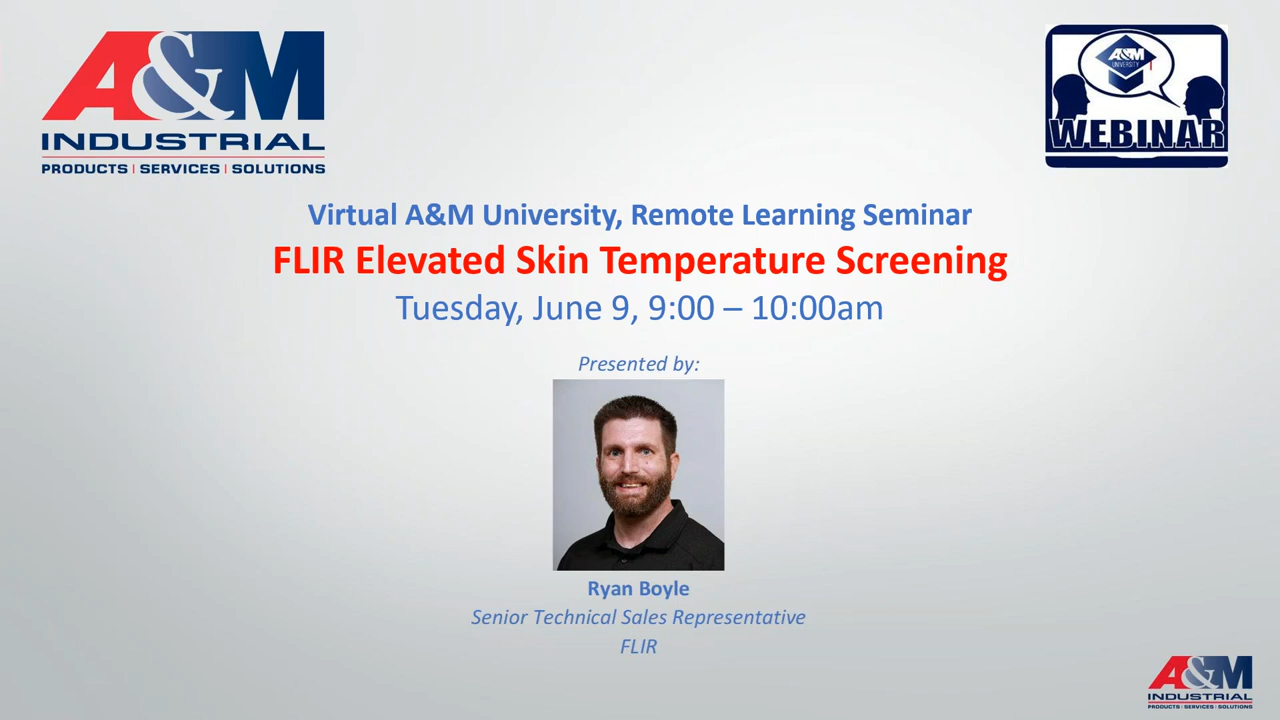 A&M
INDUSTRIAL
PRODUCTS | SERVICES | SOLUTIONS
A&M
UNIVERSITY
WEBINAR
Virtual A&M University, Remote Learning Seminar
FLIR Elevated Skin Temperature Screening
Tuesday, June 9, 9:00 – 10:00am
Presented by:
Ryan Boyle
Senior Technical Sales Representative
FLIR
A&M
INDUSTRIAL
PRODUCTS | SERVICES | SOLUTIONS